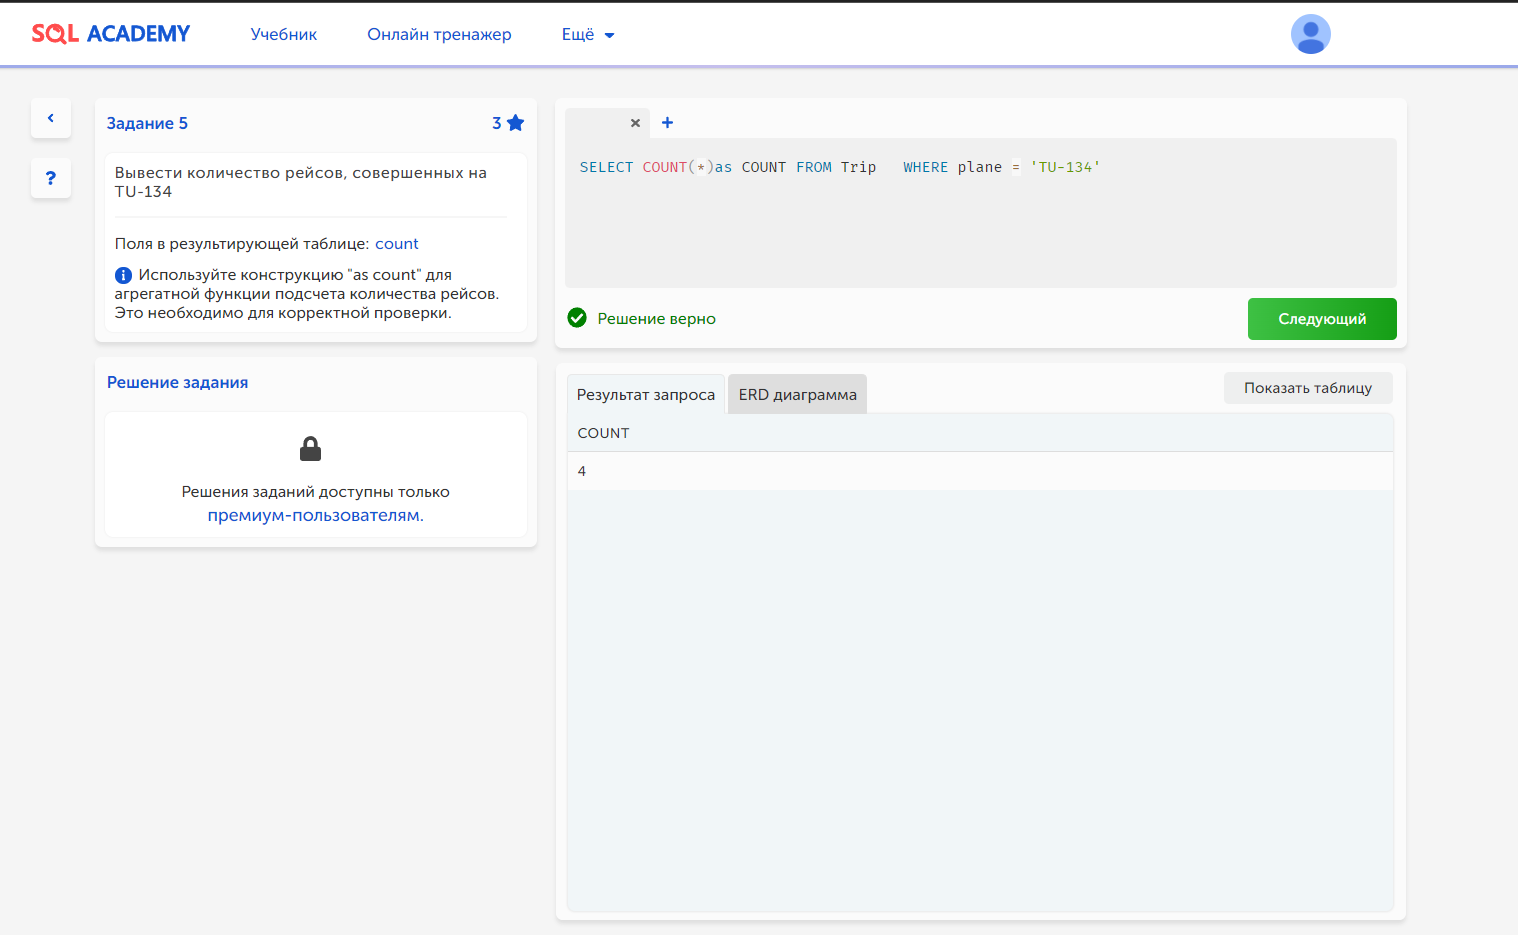 SQL ACADEMY
Учебник
Онлайн тренажер
Ещё
Задание 5
3
Вывести количество рейсов, совершенных на
TU-134
Поля в результирующей таблице: count
Используйте конструкцию "as count" для
агрегатной функции подсчета количества рейсов.
Это необходимо для корректной проверки.
Решение задания
Решения заданий доступны только
премиум-пользователям.
SELECT COUNT(*)as COUNT FROM Trip   WHERE plane = 'TU-134'
Решение верно
Следующий
Результат запроса
ERD диаграмма
Показать таблицу
COUNT
4